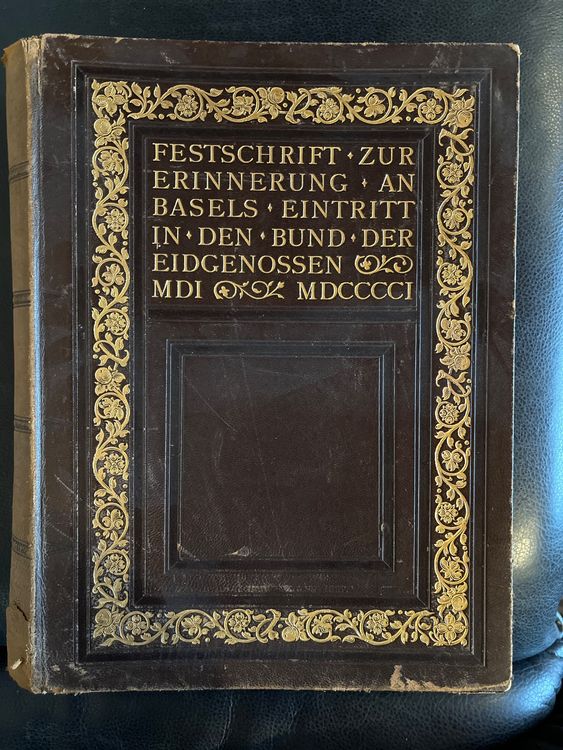 FESTSCHRIFT · ZUR
ERINNERUNG · AN
BASELS · EINTRITT
IN · DEN · BUND · DER
EIDGENOSSEN
MDI MDCCCCI